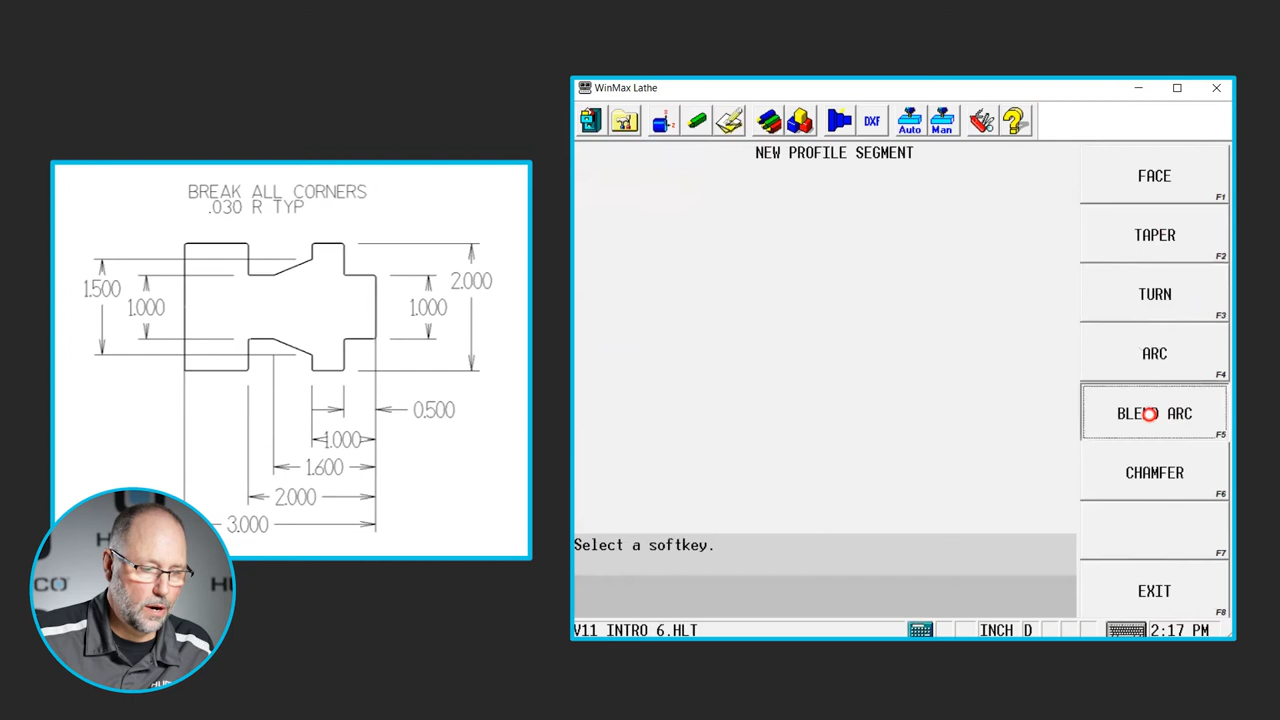 BREAK ALL CORNERS
.030 R TYP
1.500
1.000
2.000
1.000
0.500
1.000
1.600
2.000
3.000
WinMax Lathe
DXF
Auto
Man
NEW PROFILE SEGMENT
FACE
F1
TAPER
F2
TURN
F3
ARC
F4
BLEND ARC
F5
CHAMFER
F6
F7
EXIT
F8
Select a softkey.
V11 INTRO 6.HLT
INCH D
2:17 PM